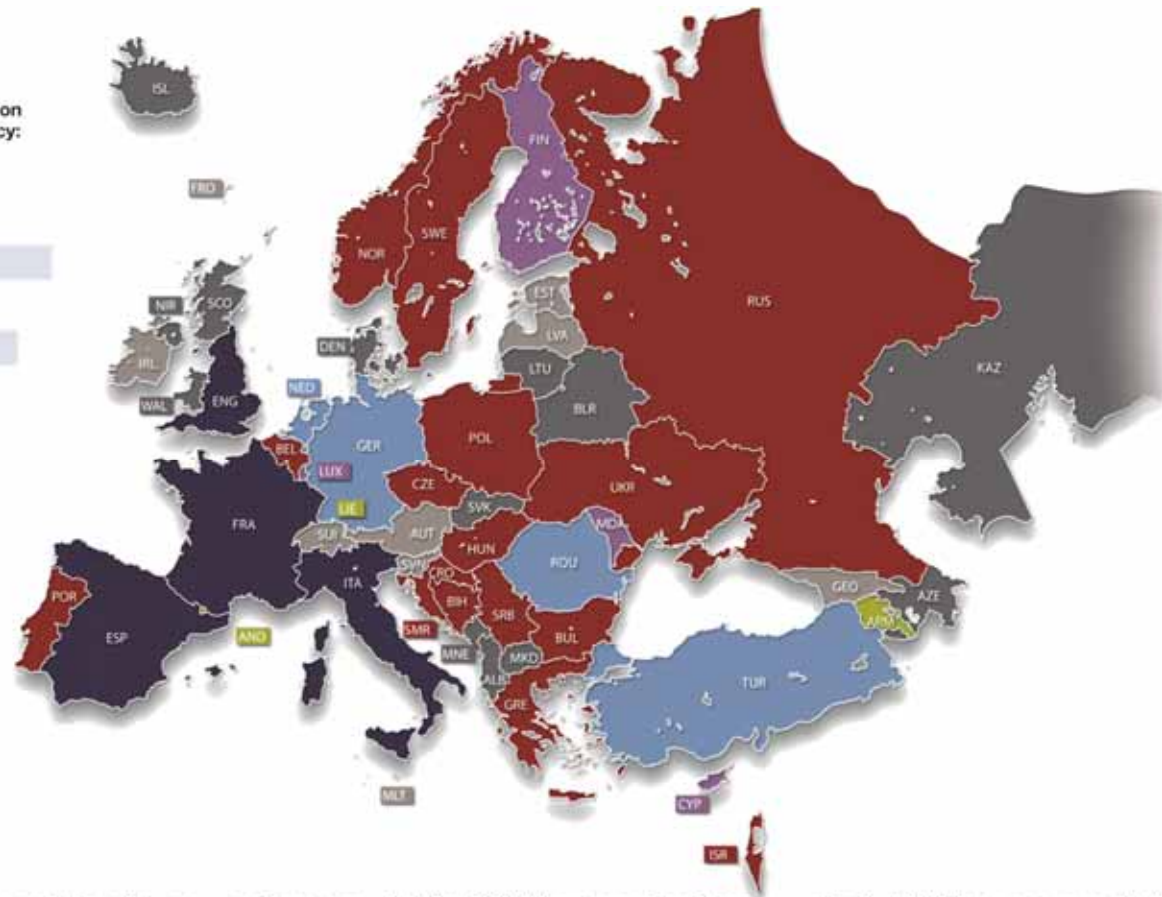 on
cy:
ISL
FRO
FIN
NOR
SWE
RUS
NIR
SCO
EST
LVA
IRL
DEN
LTU
KAZ
NED
WAL
ENG
BLR
BEL
GER
POL
LUX
CZE
UKR
LIE
SVK
FRA
SUI
AUT
MDA
HUN
SVN
ROU
ITA
CRO
GEO
AZE
POR
BIH
SRB
ARM
ESP
AND
SMR
BUL
MNE
MKD
ALB
TUR
GRE
MLT
CYP
ISR